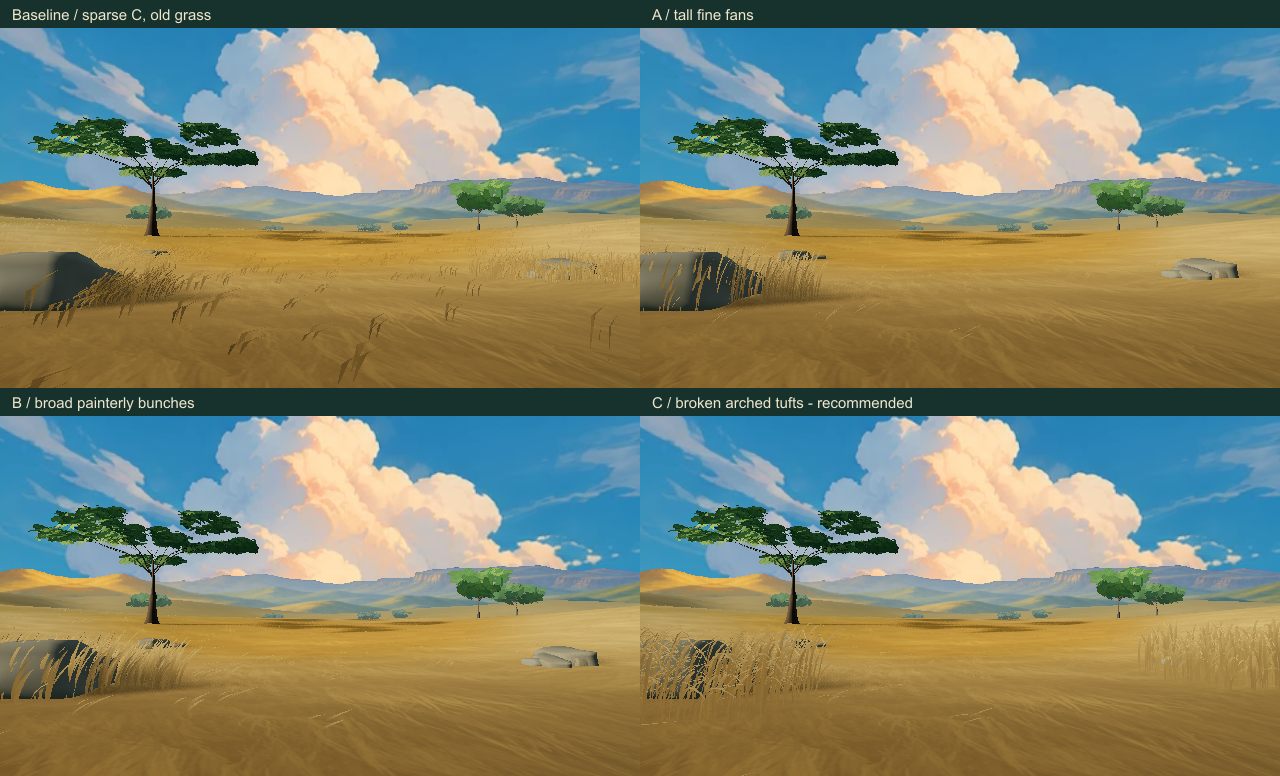 Baseline / sparse C, old grass
A / tall fine fans
B / broad painterly bunches
C / broken arched tufts - recommended